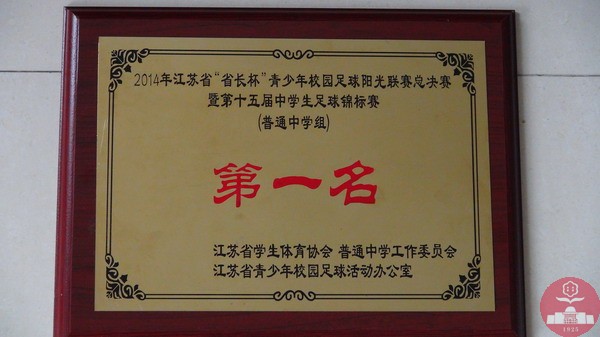 2014年江苏省“省长杯”青少年校园足球阳光联赛总决赛
暨第十五届中学生足球锦标赛
(普通中学组)
第一名
江苏省学生体育协会 普通中学工作委员会
江苏省青少年校园足球活动办公室
1925